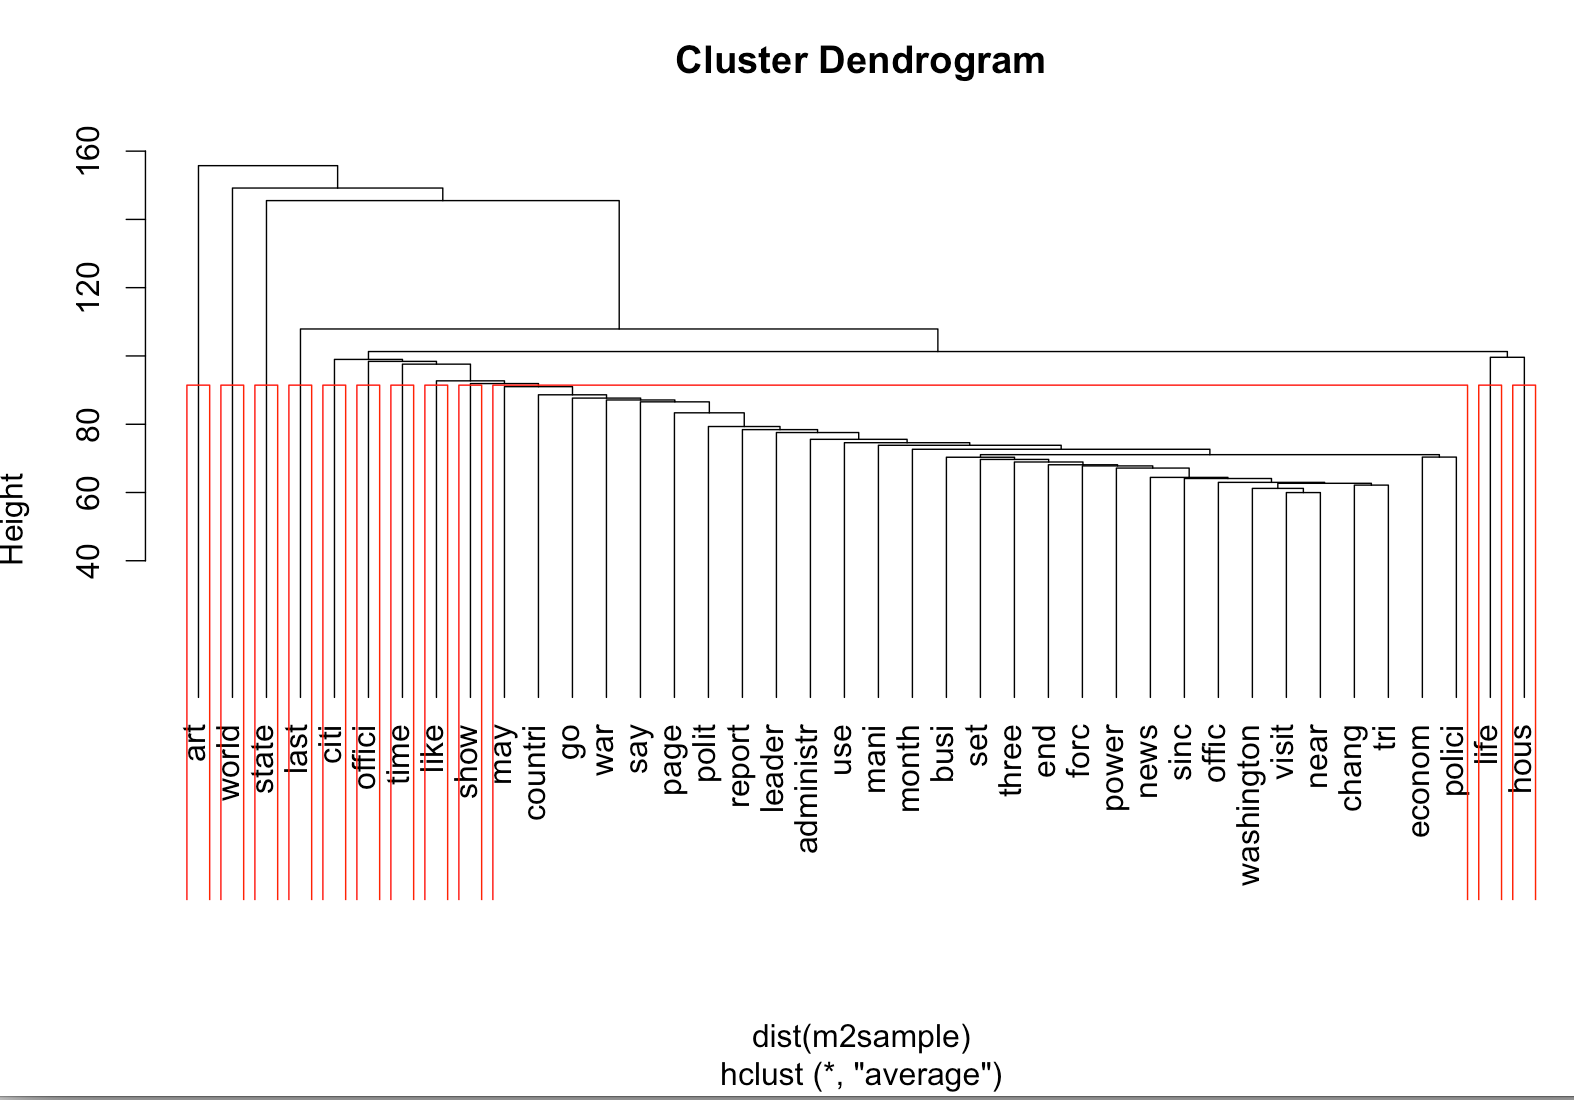 Cluster Dendrogram
Height
160
120
80
60
40
art
world
state
last
citi
offici
time
like
show
may
countri
go
war
say
page
polit
report
leader
administr
use
mani
month
busi
set
three
end
forc
power
news
sinc
offic
washington
visit
near
chang
tri
econom
polici
life
hous
dist(m2sample)
hclust (*, "average")